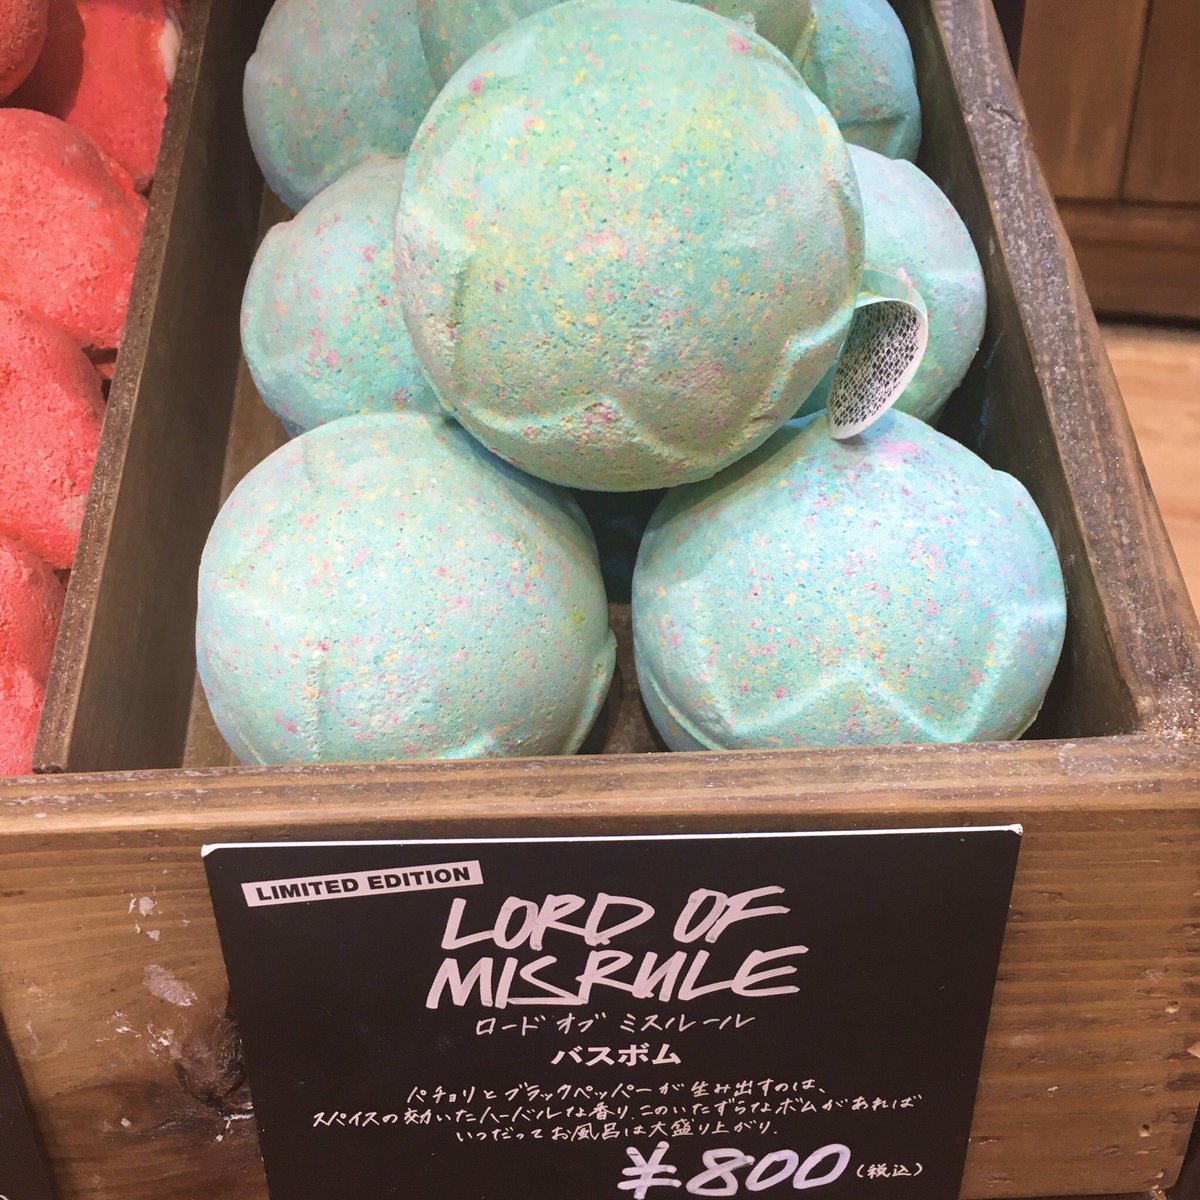 LIMITED EDITION
LORD OF
MISRULE
ロード オブ ミスルール
バスボム
パチョリとブラックペッパーが生み出すのは、
スパイスの効いたハーバルな香り。このいたずらなボムがあれば
いつだってお風呂は大盛り上がり。
¥800(税込)